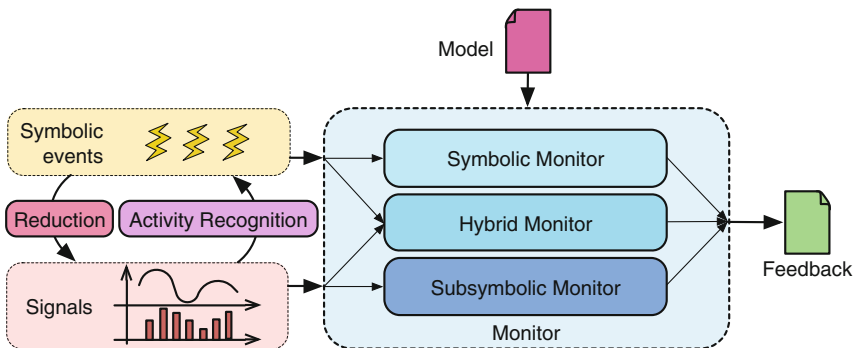 Model
Symbolic
events
Symbolic Monitor
Reduction
Activity Recognition
Hybrid Monitor
Feedback
Signals
Subsymbolic Monitor
Monitor